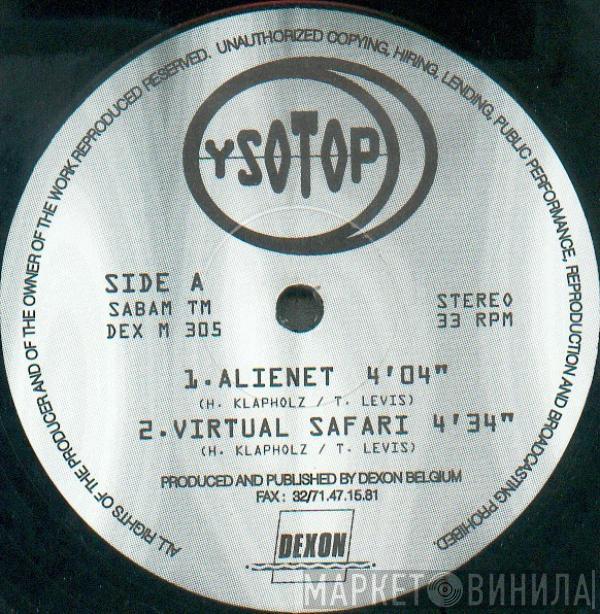 ALL RIGHTS OF THE PRODUCER AND OF THE OWNER OF THE WORK REPRODUCED RESERVED. UNAUTHORIZED COPYING, HIRING, LENDING, PUBLIC PERFORMANCE, REPRODUCTION AND BROADCASTING PROHIBED.
YSOTOP
SIDE A
SABAM TM
DEX M 305
STEREO
33 RPM
1.ALIENET 4'04"
(H. KLAPHOLZ / T. LEVIS)
2.VIRTUAL SAFARI 4'34"
(H. KLAPHOLZ / T. LEVIS)
PRODUCED AND PUBLISHED BY DEXON BELGIUM
FAX: 32/71.47.15.81
DEXON
МАРКЕТ ВИНИЛА